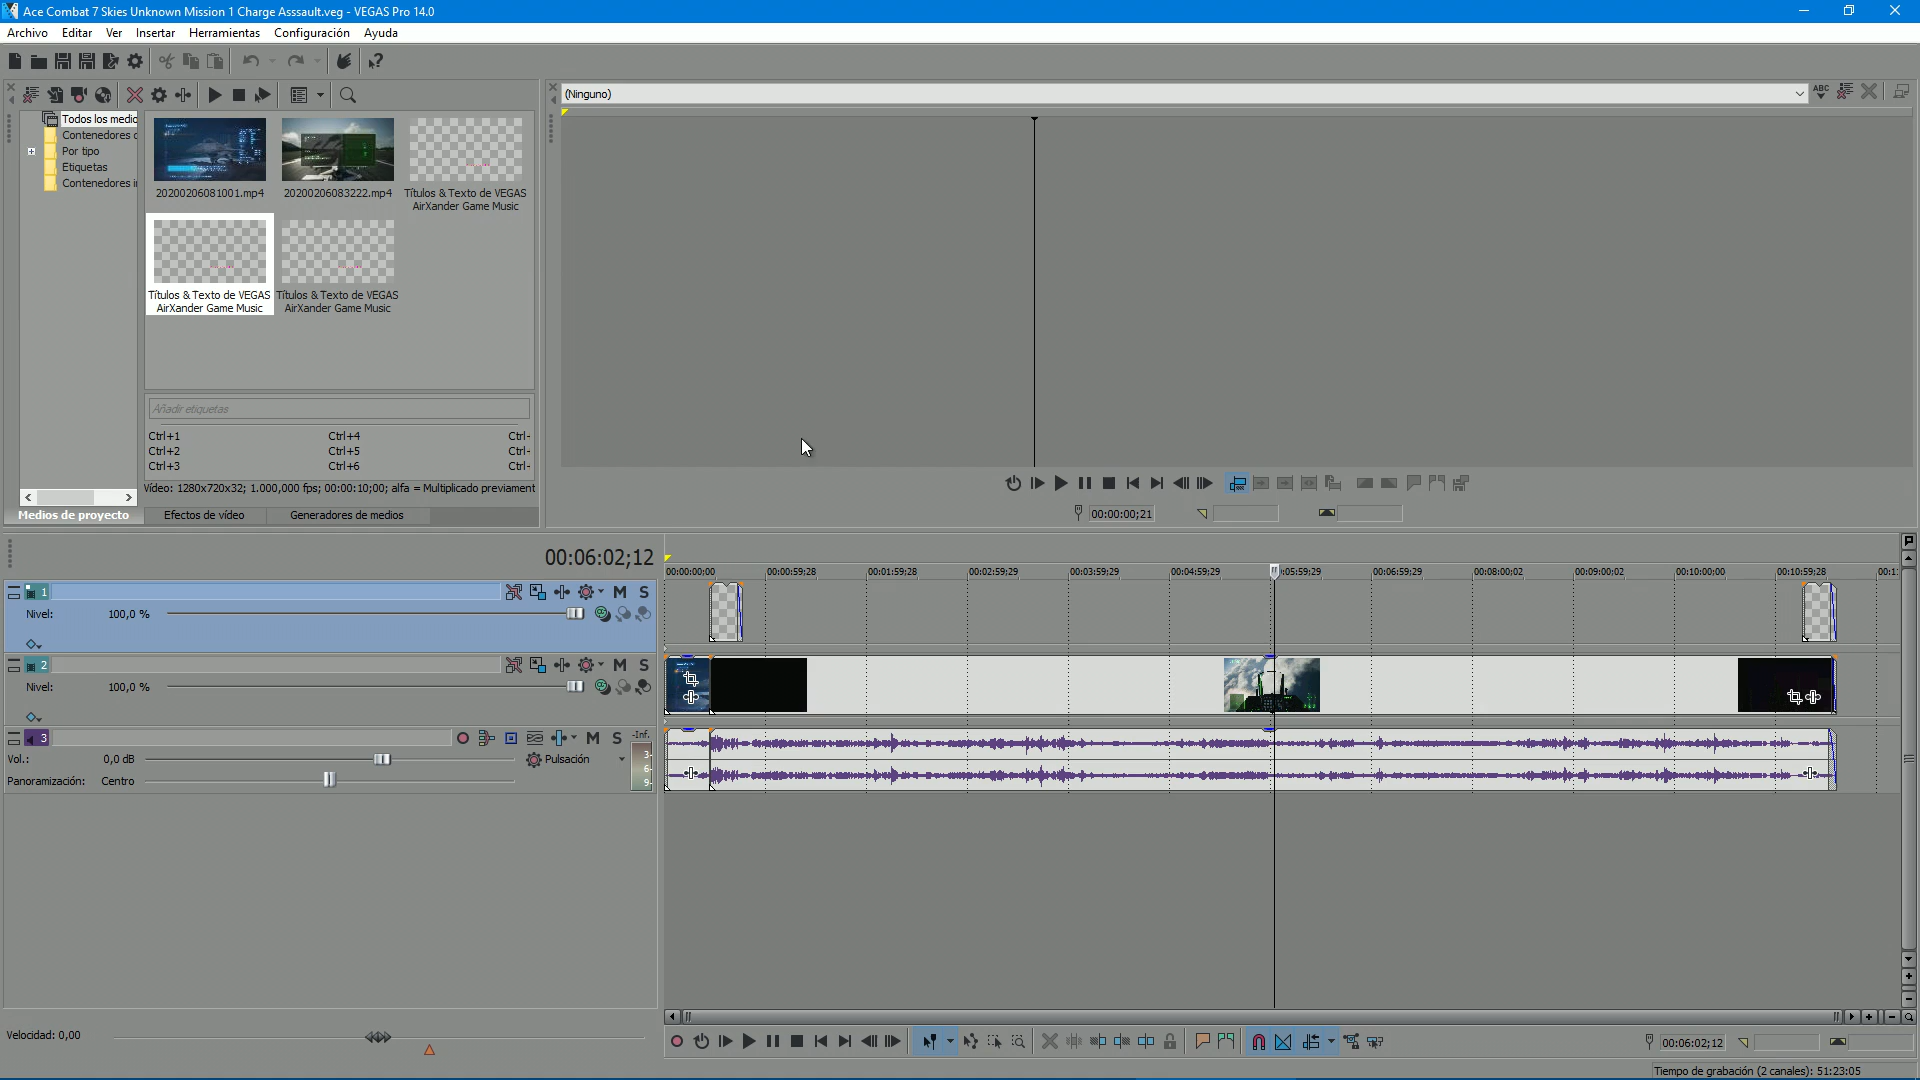 Ace Combat 7 Skies Unknown Mission 1 Charge Asssault.veg - VEGAS Pro 14.0
Archivo Editar Ver Insertar Herramientas Configuración Ayuda
(Ninguno)
Todos los medic
Contenedores c
Por tipo
Etiquetas
Contenedores i
20200206081001.mp4
20200206083222.mp4
Títulos & Texto de VEGAS
AirXander Game Music
Títulos & Texto de VEGAS
AirXander Game Music
Títulos & Texto de VEGAS
AirXander Game Music
Añadir etiquetas
Ctrl+1 Ctrl+4 Ctrl-
Ctrl+2 Ctrl+5 Ctrl-
Ctrl+3 Ctrl+6 Ctrl-
Vídeo: 1280x720x32; 1.000,000 fps; 00:00:10;00; alfa = Multiplicado previament
Medios de proyecto Efectos de vídeo Generadores de medios
00:00:00;21
00:06:02;12
00:00:00;00 00:00:59;28 00:01:59;28 00:02:59;29 00:03:59;29 00:04:59;29 :05:59;29 00:06:59;29 00:08:00;02 00:09:00;02 00:10:00;00 00:10:59;28 00:1:
1 M S
Nivel: 100,0 %
2 M S
Nivel: 100,0 %
3 M S -Inf.
Vol.: 0,0 dB Pulsación
Panoramización: Centro
3-
6-
9-
Velocidad: 0,00
00:06:02;12
Tiempo de grabación (2 canales): 51:23:05